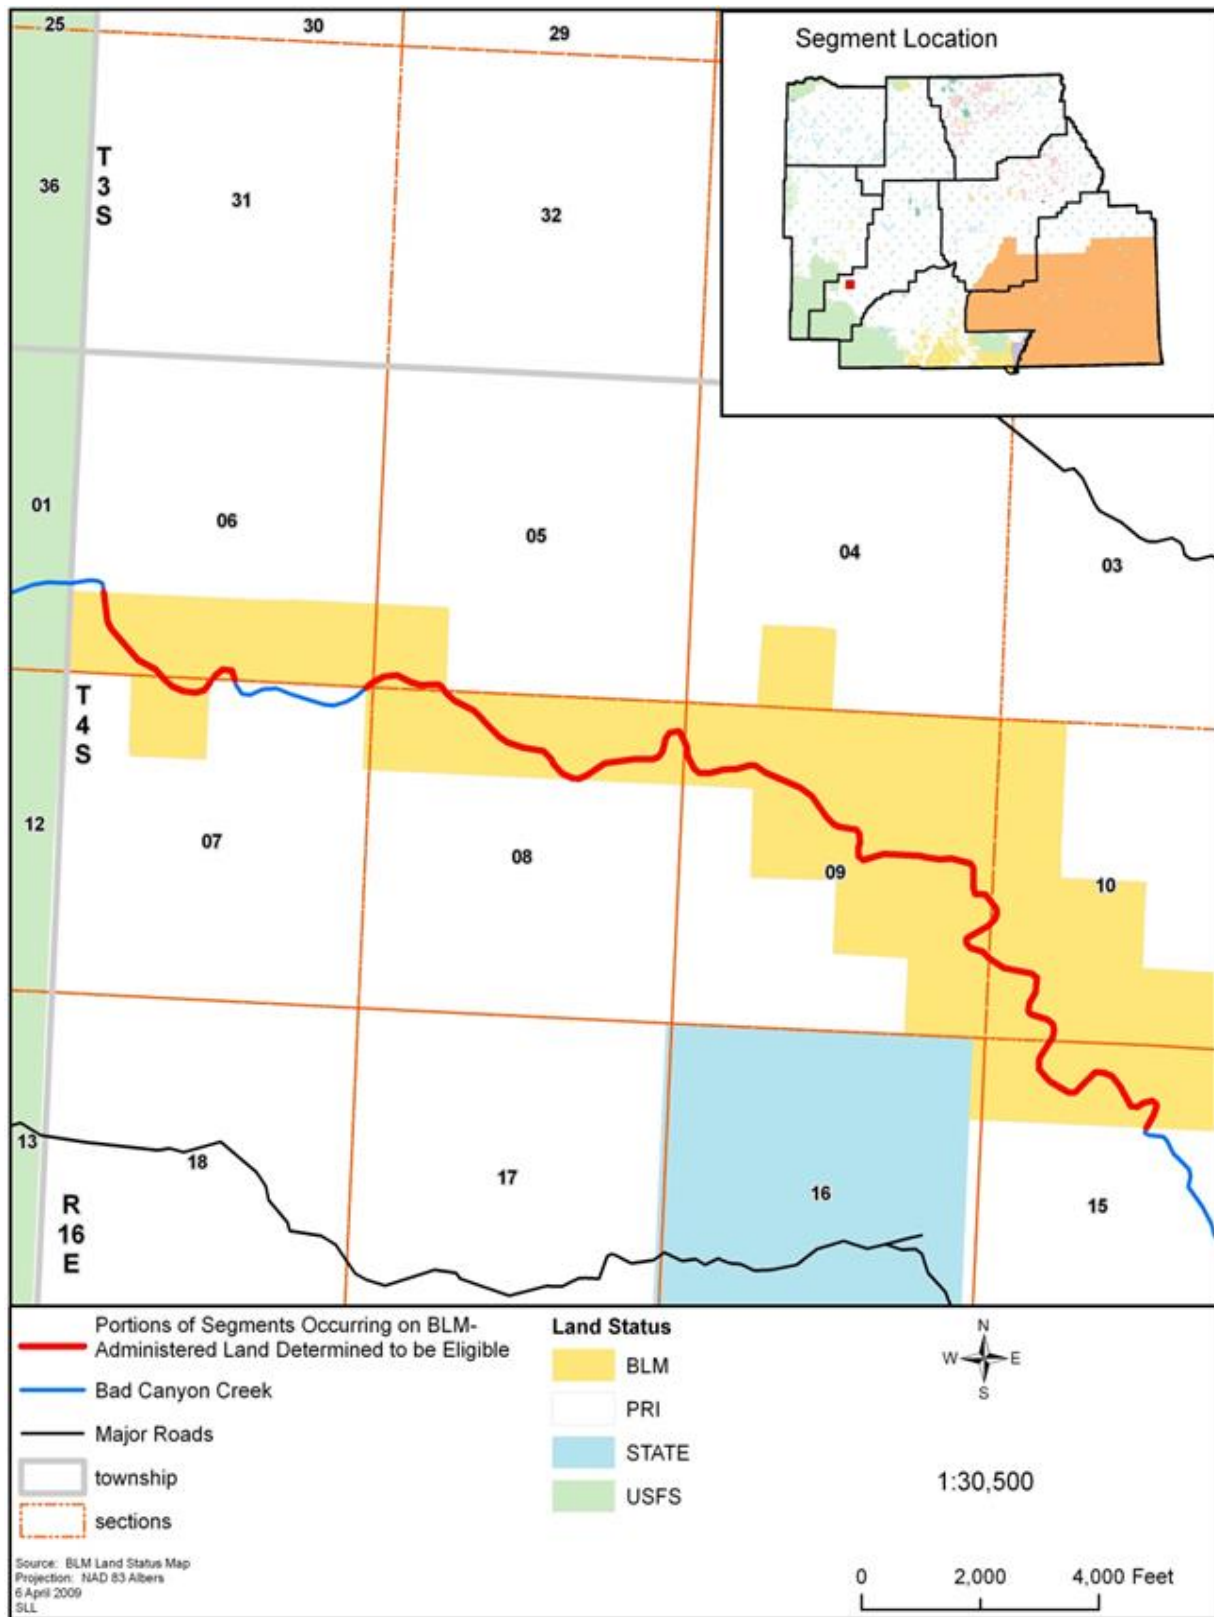 25
30
29
Segment Location
T
3
S
36
31
32
01
06
05
04
03
T
4
S
12
07
08
09
10
13
18
17
16
15
R
16
E
Portions of Segments Occurring on BLM-
Administered Land Determined to be Eligible
Bad Canyon Creek
Major Roads
township
sections
Land Status
BLM
PRI
STATE
USFS
N
W
E
S
1:30,500
0
2,000
4,000 Feet
Source: BLM Land Status Map
Projection: NAD 83 Albers
6 April 2009
SLL